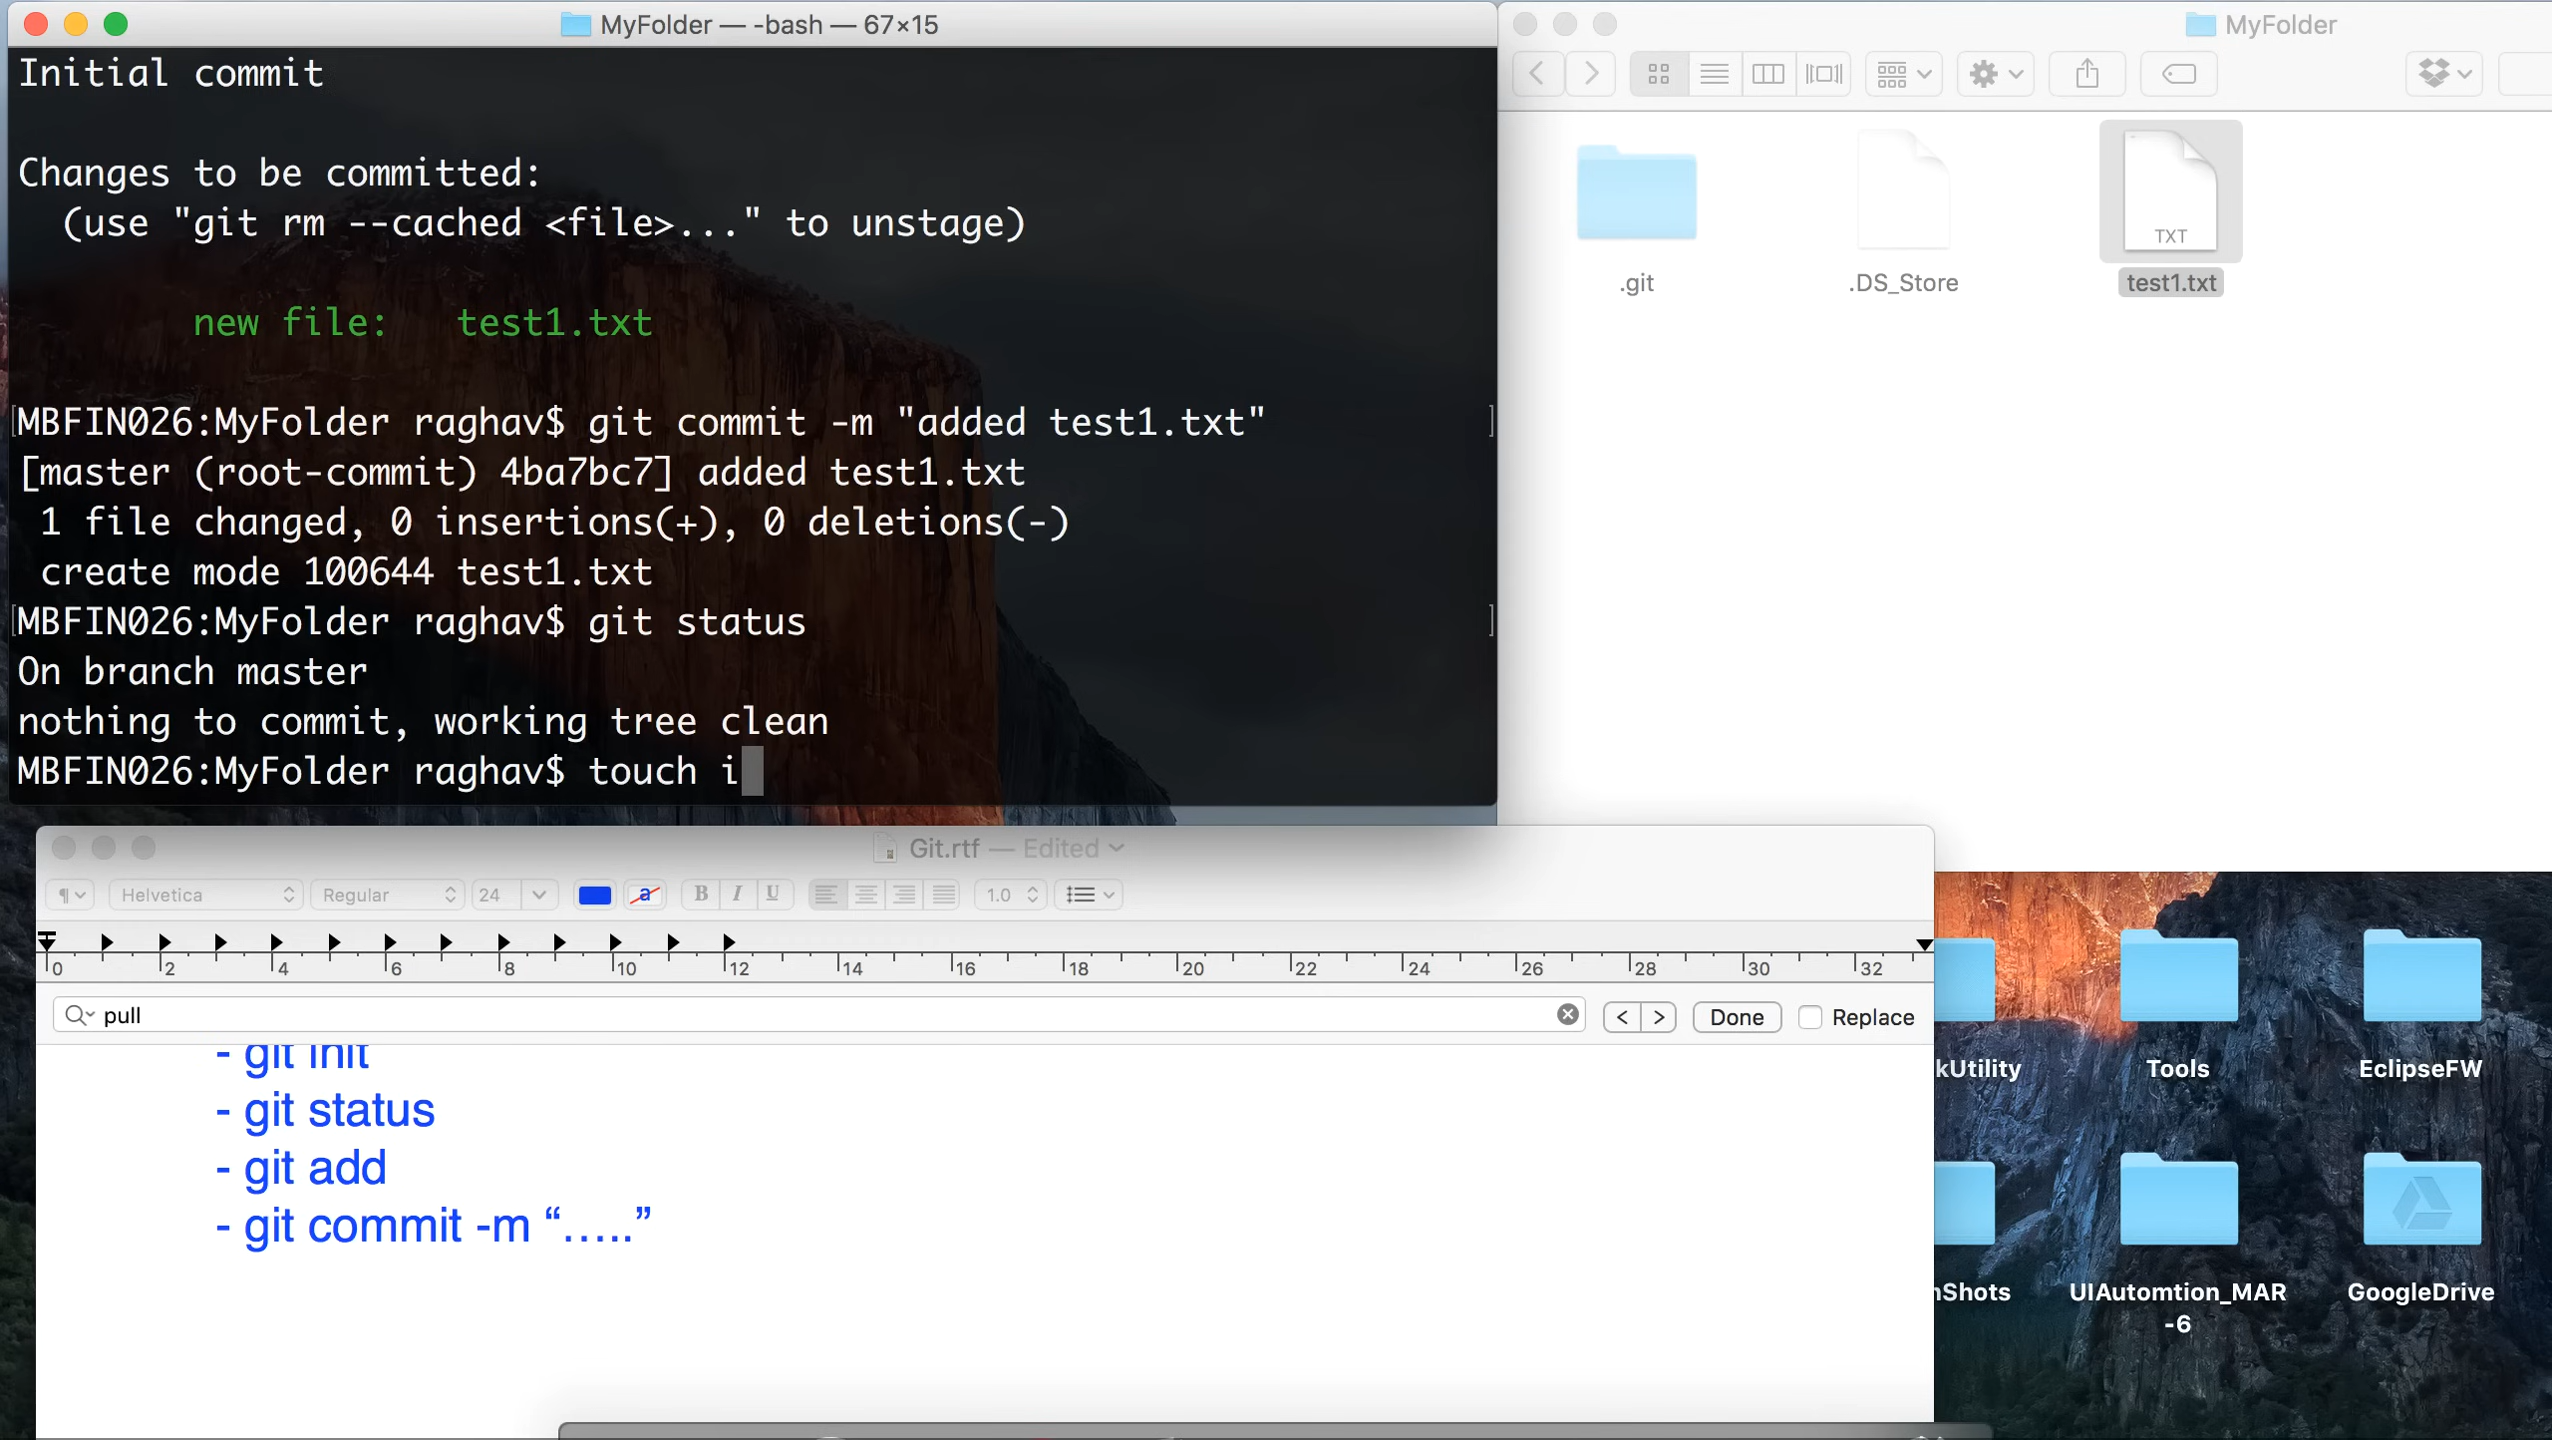 MyFolder — -bash — 67×15
Initial commit
Changes to be committed:
(use "git rm --cached <file>..." to unstage)
new file: test1.txt
MBFIN026:MyFolder raghav$ git commit -m "added test1.txt"
[master (root-commit) 4ba7bc7] added test1.txt
1 file changed, 0 insertions(+), 0 deletions(-)
create mode 100644 test1.txt
MBFIN026:MyFolder raghav$ git status
On branch master
nothing to commit, working tree clean
MBFIN026:MyFolder raghav$ touch i
MyFolder
TXT
.git
.DS_Store
test1.txt
Git.rtf — Edited
Helvetica
Regular
24
a
B I U
1.0
0 2 4 6 8 10 12 14 16 18 20 22 24 26 28 30 32
pull
Done
Replace
- git init
- git status
- git add
- git commit -m “…..”
kUtility
Tools
EclipseFW
nShots
UIAutomtion_MAR
-6
GoogleDrive